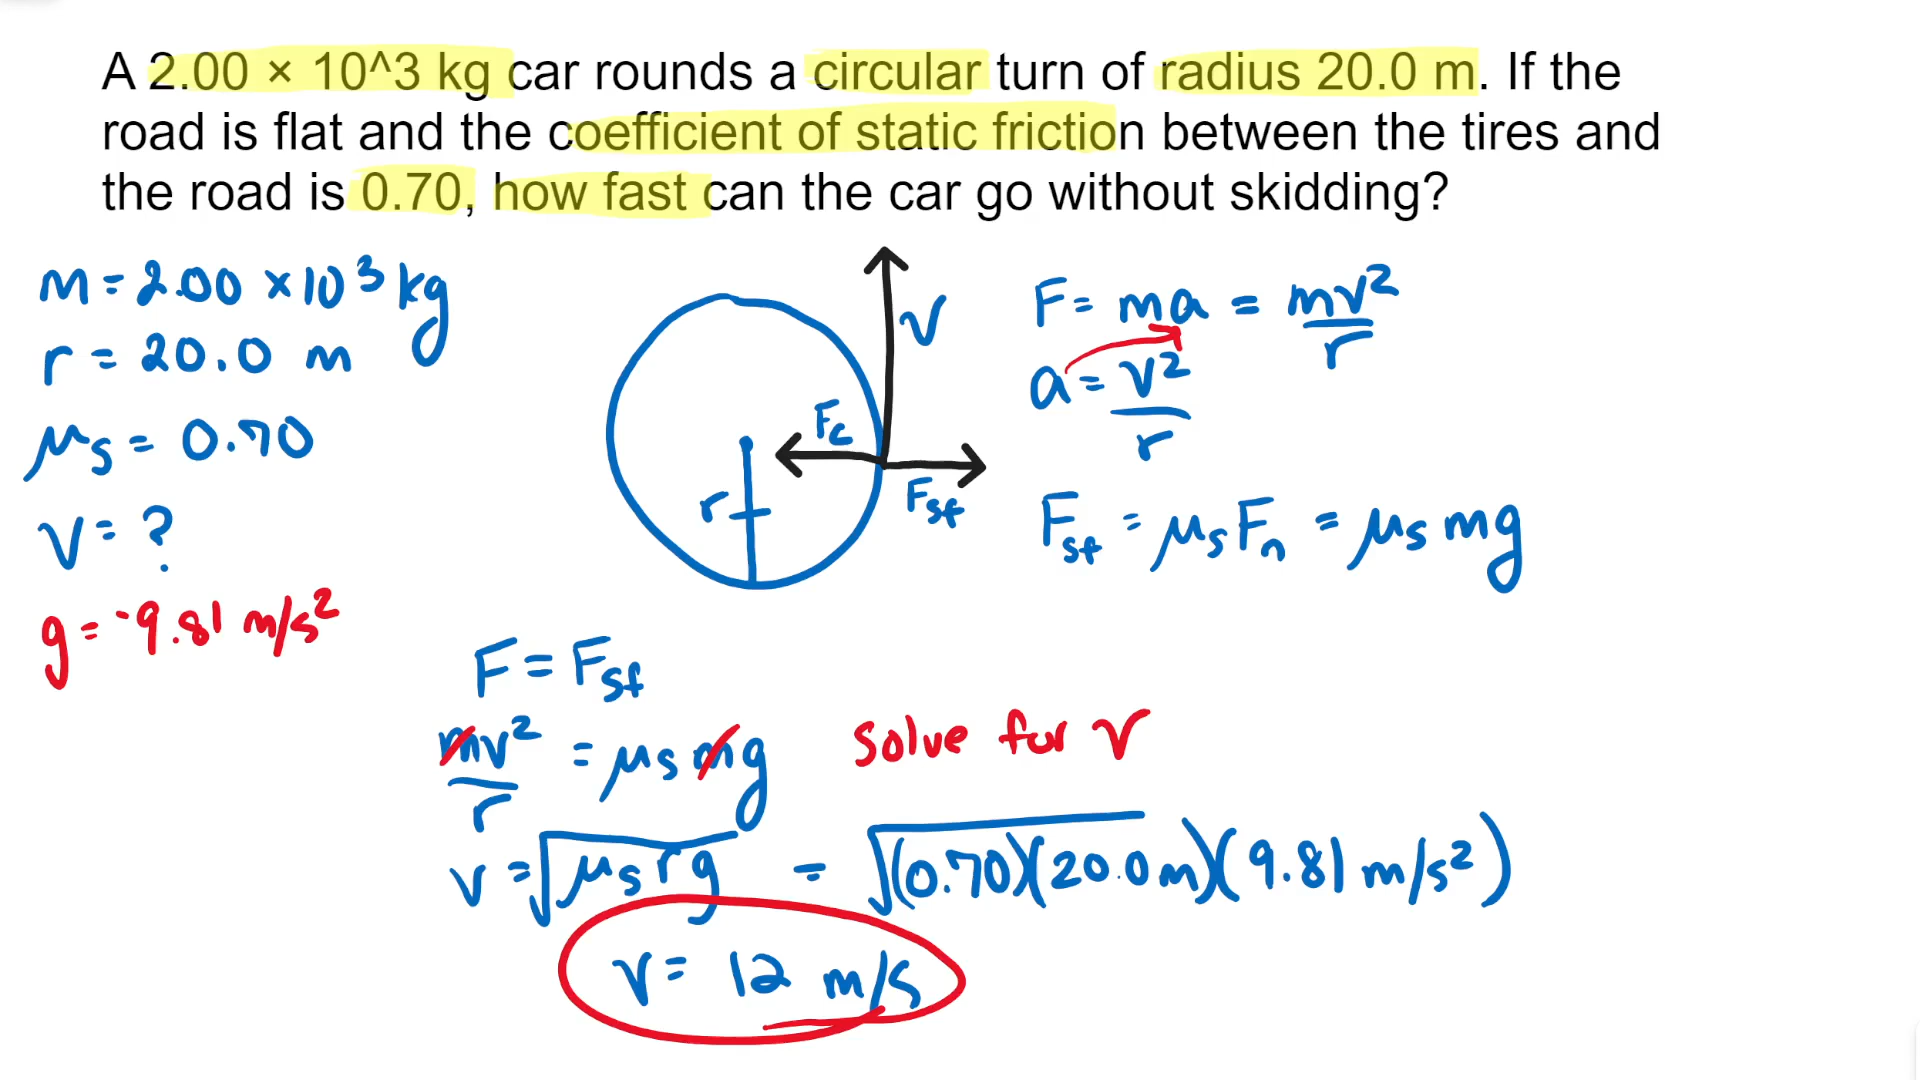 A 2.00 × 10^3 kg car rounds a circular turn of radius 20.0 m. If the
road is flat and the coefficient of static friction between the tires and
the road is 0.70, how fast can the car go without skidding?
m = 2.00 × 10³ kg
r = 20.0 m
μs = 0.70
v = ?
g = -9.81 m/s²
v
Fc
r
Fsf
F = ma = mv²/r
a = v²/r
Fsf = μsFn = μsmg
F = Fsf
mv²/r = μsmg
solve for v
v = √μsrg = √(0.70)(20.0m)(9.81 m/s²)
v = 12 m/s